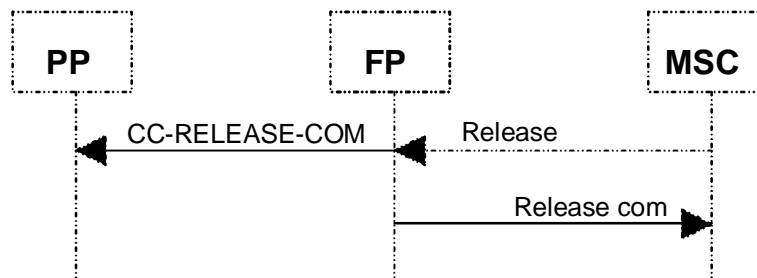 PP
FP
MSC
CC-RELEASE-COM
Release
Release com